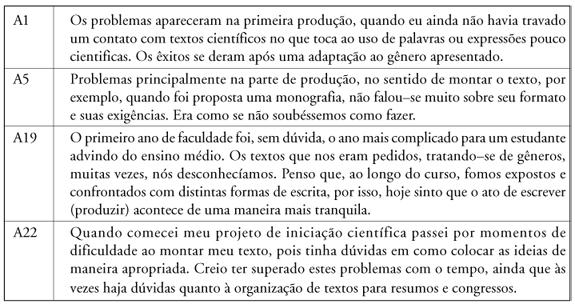 A1 Os problemas apareceram na primeira produção, quando eu ainda não havia travado
um contato com textos científicos no que toca ao uso de palavras ou expressões pouco
cientificas. Os êxitos se deram após uma adaptação ao gênero apresentado.
A5 Problemas principalmente na parte de produção, no sentido de montar o texto, por
exemplo, quando foi proposta uma monografia, não falou–se muito sobre seu formato
e suas exigências. Era como se não soubéssemos como fazer.
A19 O primeiro ano de faculdade foi, sem dúvida, o ano mais complicado para um estudante
advindo do ensino médio. Os textos que nos eram pedidos, tratando–se de gêneros,
muitas vezes, nós desconhecíamos. Penso que, ao longo do curso, fomos expostos e
confrontados com distintas formas de escrita, por isso, hoje sinto que o ato de escrever
(produzir) acontece de uma maneira mais tranquila.
A22 Quando comecei meu projeto de iniciação científica passei por momentos de
dificuldade ao montar meu texto, pois tinha dúvidas em como colocar as ideias de
maneira apropriada. Creio ter superado estes problemas com o tempo, ainda que às
vezes haja dúvidas quanto à organização de textos para resumos e congressos.